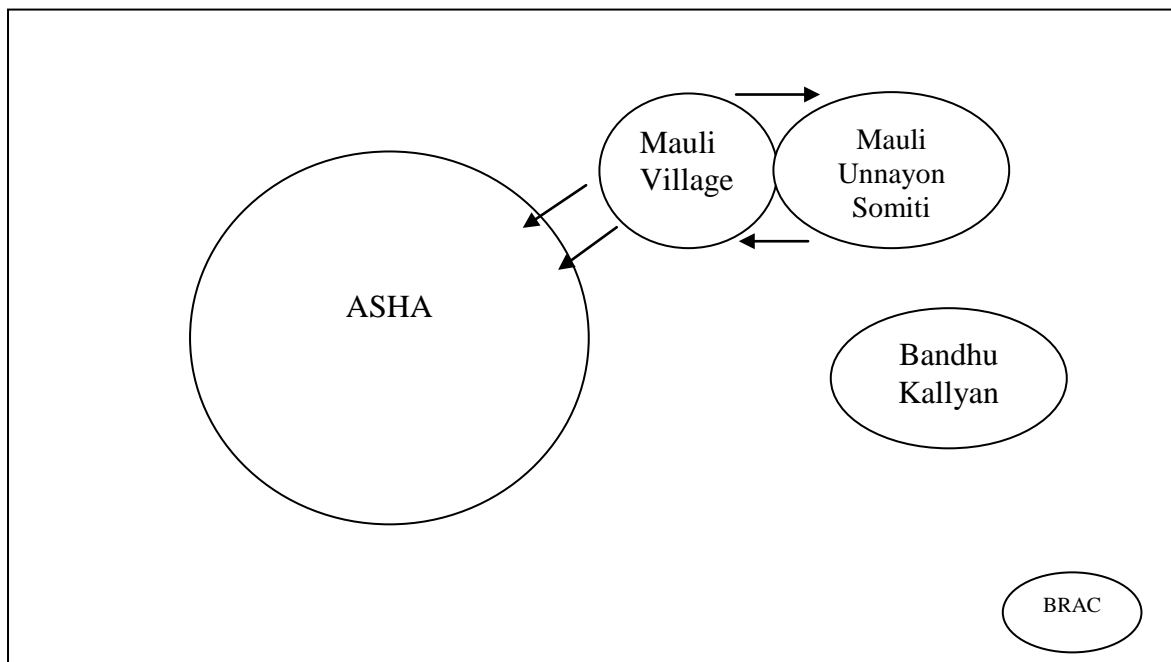 Mauli
Village
Mauli
Unnayon
Somiti
ASHA
Bandhu
Kallyan
BRAC